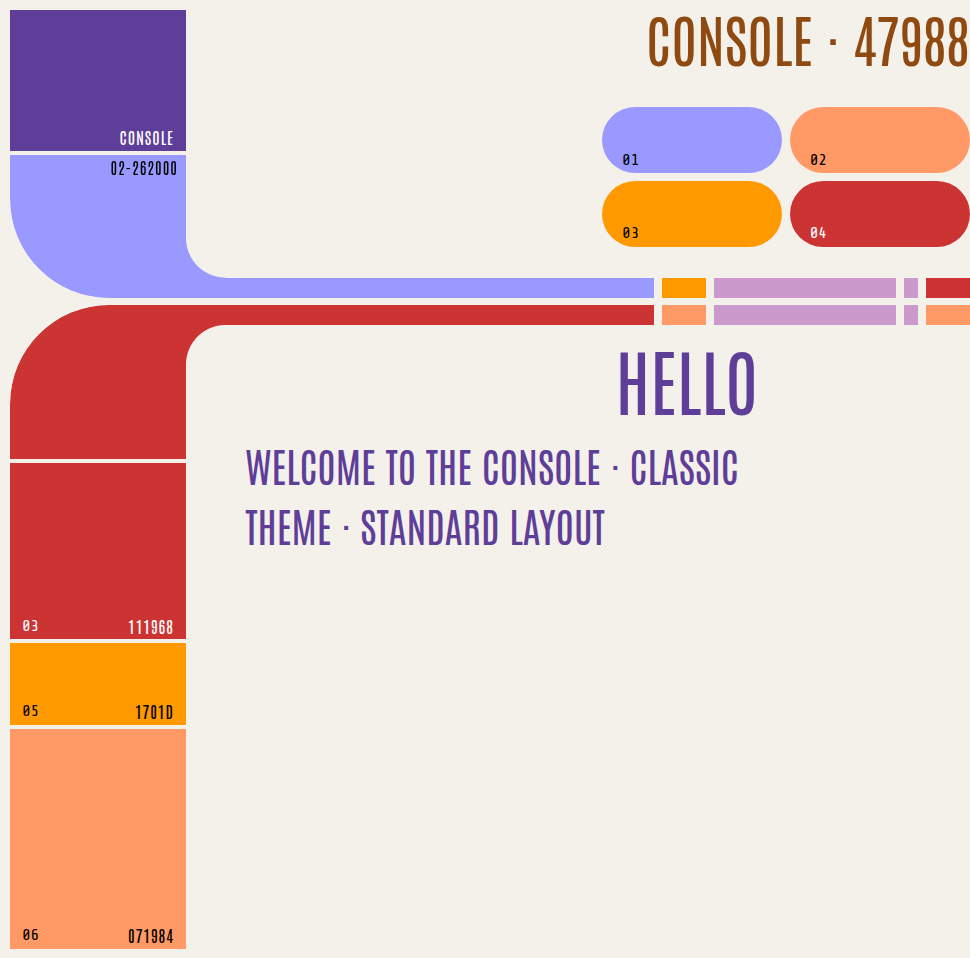 CONSOLE · 47988
CONSOLE
02-262000
01
02
03
04
HELLO
WELCOME TO THE CONSOLE · CLASSIC
THEME · STANDARD LAYOUT
03 111968
05 1701D
06 071984